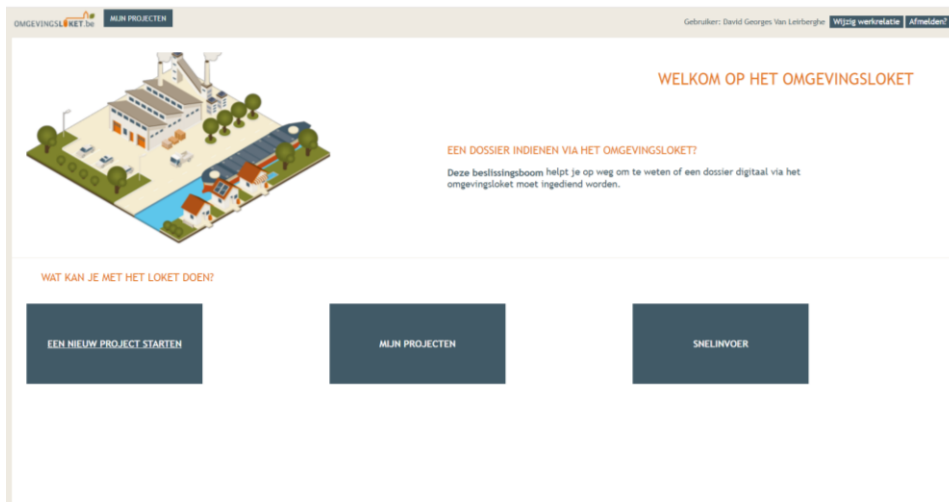 OMGEVINGSLOKET.be
MIJN PROJECTEN
Gebruiker: David Georges Van Leirberghe Wijzig werkrelatie Afmelden?
WELKOM OP HET OMGEVINGSLOKET
EEN DOSSIER INDIENEN VIA HET OMGEVINGSLOKET?
Deze beslissingsboom helpt je op weg om te weten of een dossier digitaal via het
omgevingsloket moet ingediend worden.
WAT KAN JE MET HET LOKET DOEN?
EEN NIEUW PROJECT STARTEN
MIJN PROJECTEN
SNELINVOER